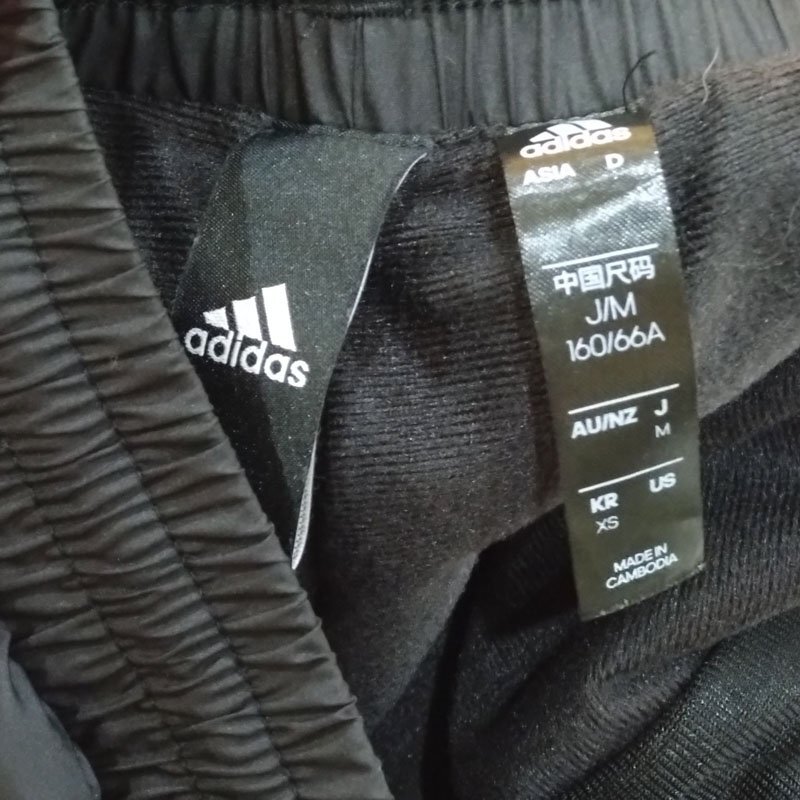 adidas
adidas
ASIA D
中国尺码
J/M
160/66A
AU/NZ J
M
KR US
XS
MADE IN
CAMBODIA